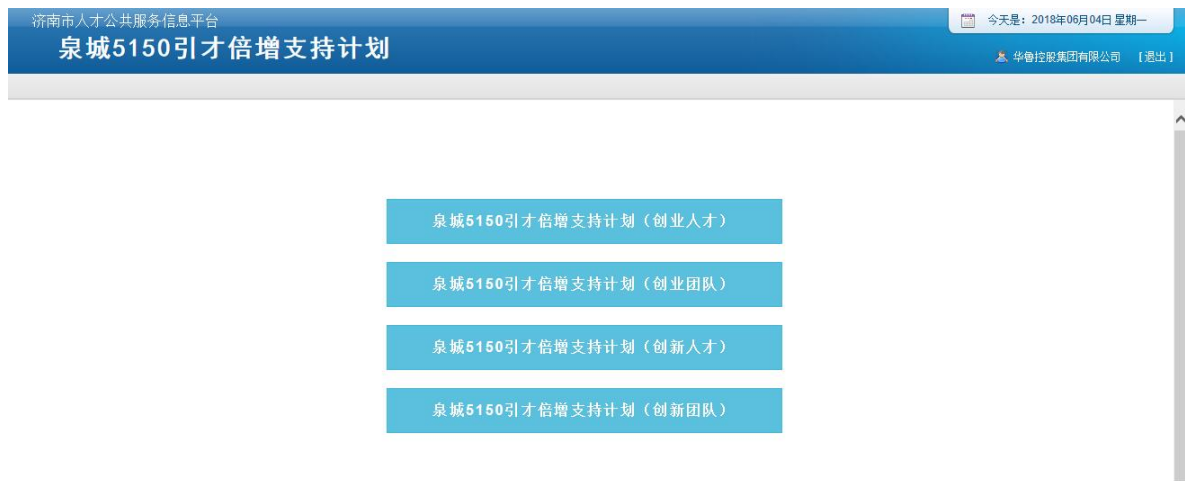 济南市人才公共服务信息平台
泉城5150引才倍增支持计划
今天是：2018年06月04日 星期一
华鲁控股集团有限公司 [退出]
泉城5150引才倍增支持计划（创业人才）
泉城5150引才倍增支持计划（创业团队）
泉城5150引才倍增支持计划（创新人才）
泉城5150引才倍增支持计划（创新团队）